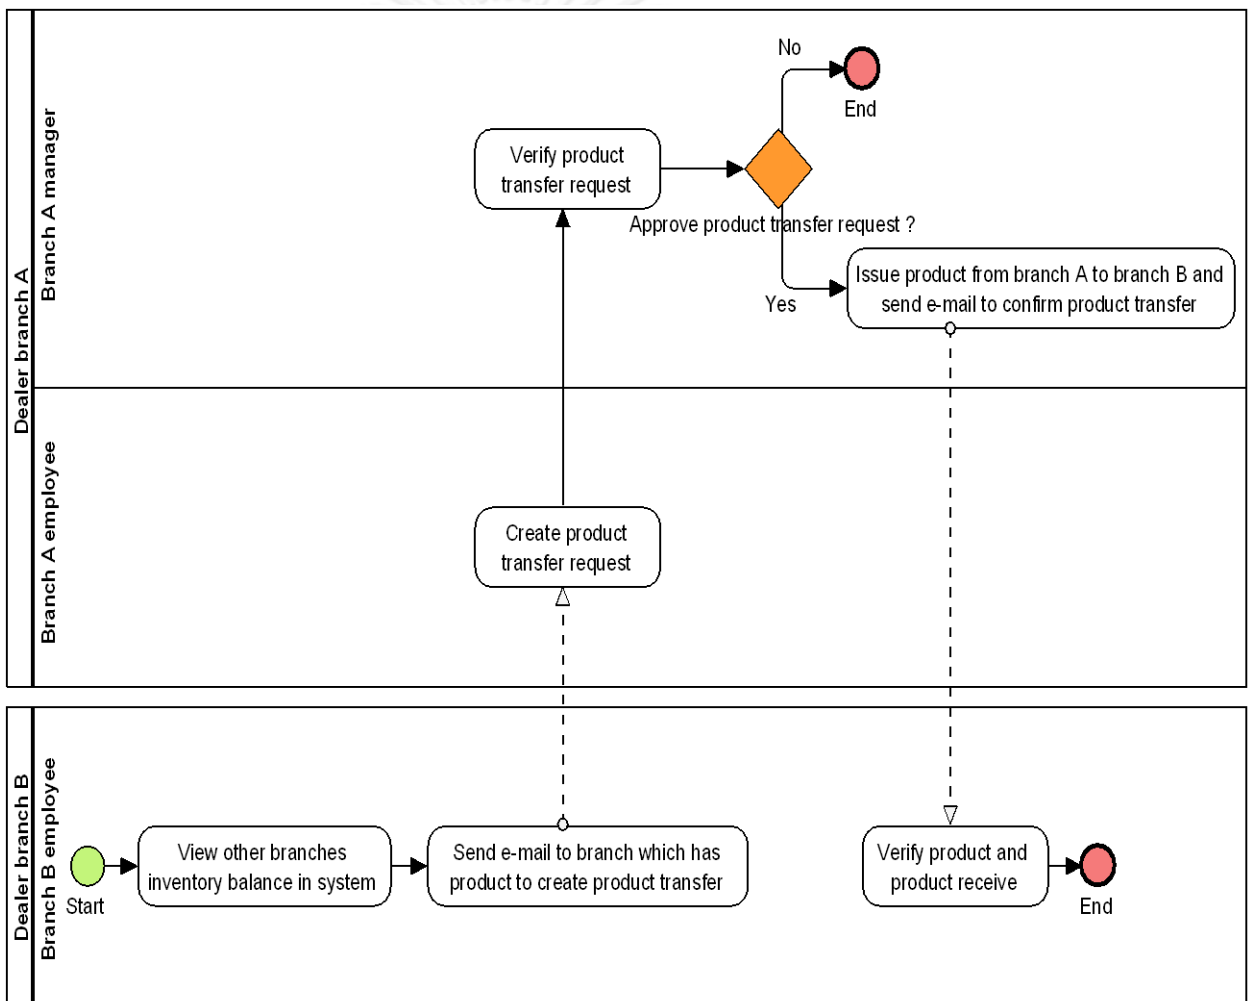 Dealer branch A
Branch A manager
No
End
Verify product
transfer request
Approve product transfer request ?
Yes
Issue product from branch A to branch B and
send e-mail to confirm product transfer
Branch A employee
Create product
transfer request
Dealer branch B
Branch B employee
Start
View other branches
inventory balance in system
Send e-mail to branch which has
product to create product transfer
Verify product and
product receive
End